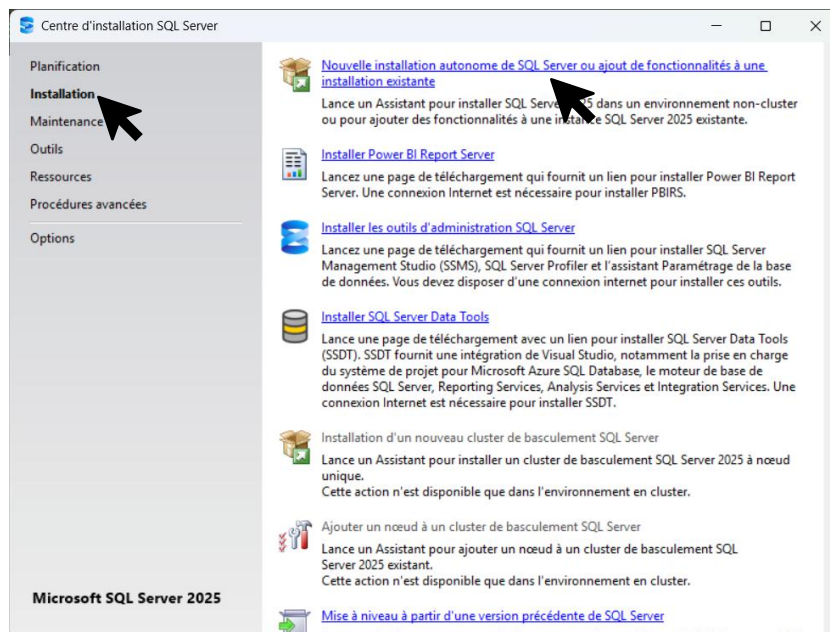 Centre d'installation SQL Server
Planification
Installation
Maintenance
Outils
Ressources
Procédures avancées
Options
Microsoft SQL Server 2025
Nouvelle installation autonome de SQL Server ou ajout de fonctionnalités à une
installation existante
Lance un Assistant pour installer SQL 25 dans un environnement non-cluster
ou pour ajouter des fonctionnalités à une instance SQL Server 2025 existante.
Installer Power BI Report Server
Lancez une page de téléchargement qui fournit un lien pour installer Power BI Report
Server. Une connexion Internet est nécessaire pour installer PBIRS.
Installer les outils d'administration SQL Server
Lancez une page de téléchargement qui fournit un lien pour installer SQL Server
Management Studio (SSMS), SQL Server Profiler et l'assistant Paramétrage de la base
de données. Vous devez disposer d'une connexion internet pour installer ces outils.
Installer SQL Server Data Tools
Lance une page de téléchargement avec un lien pour installer SQL Server Data Tools
(SSDT). SSDT fournit une intégration de Visual Studio, notamment la prise en charge
du système de projet pour Microsoft Azure SQL Database, le moteur de base de
données SQL Server, Reporting Services, Analysis Services et Integration Services. Une
connexion Internet est nécessaire pour installer SSDT.
Installation d'un nouveau cluster de basculement SQL Server
Lance un Assistant pour installer un cluster de basculement SQL Server 2025 à nœud
unique.
Cette action n'est disponible que dans l'environnement en cluster.
Ajouter un nœud à un cluster de basculement SQL Server
Lance un Assistant pour ajouter un nœud à un cluster de basculement SQL
Server 2025 existant.
Cette action n'est disponible que dans l'environnement en cluster.
Mise à niveau à partir d'une version précédente de SQL Server